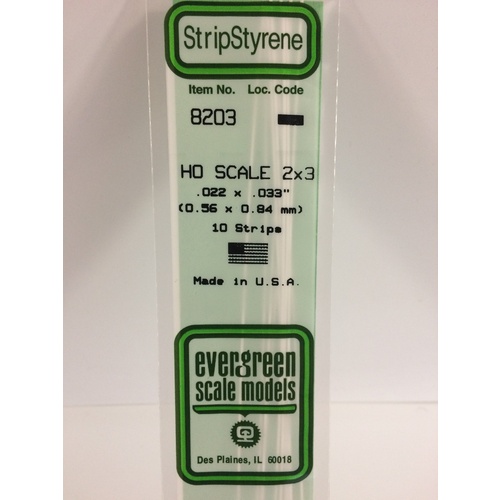 StripStyrene
Item No. Loc. Code
8203
HO SCALE 2x3
.022 x .033"
(0.56 x 0.84 mm)
10 Strips
Made in U.S.A.
evergreen
scale models
Des Plaines, IL 60018